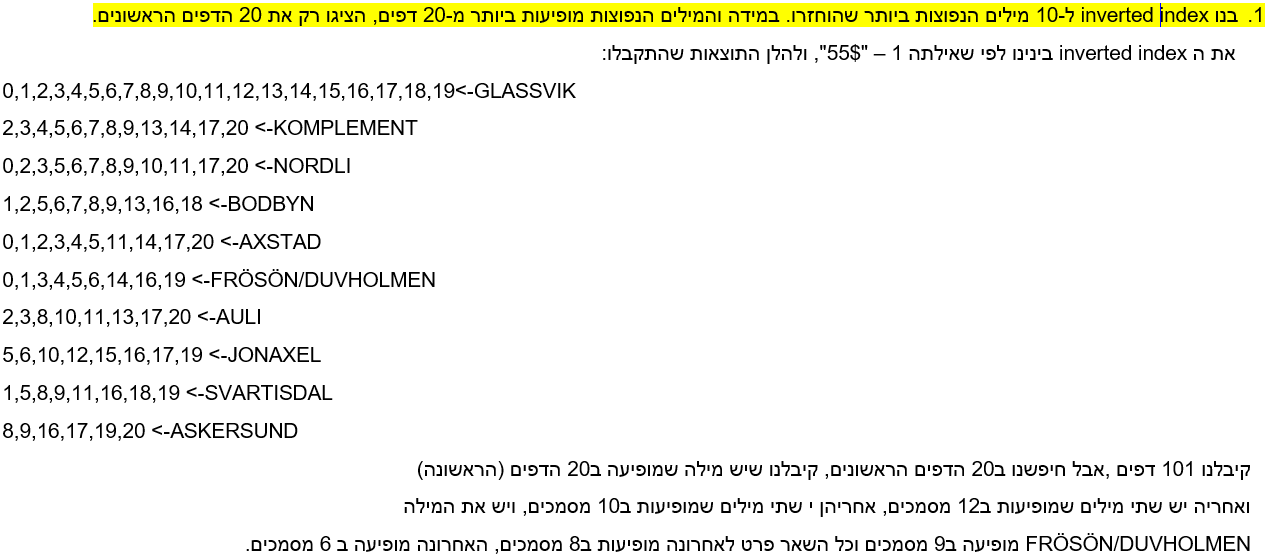 1. בנו inverted index ל-10 מילים הנפוצות ביותר שהוחזרו. במידה והמילים הנפוצות מופיעות ביותר מ-20 דפים, הציגו רק את 20 הדפים הראשונים.
את ה inverted index בינינו לפי שאילתה 1 – "55$", ולהלן התוצאות שהתקבלו:
0,1,2,3,4,5,6,7,8,9,10,11,12,13,14,15,16,17,18,19<-GLASSVIK
2,3,4,5,6,7,8,9,13,14,17,20 <-KOMPLEMENT
0,2,3,5,6,7,8,9,10,11,17,20 <-NORDLI
1,2,5,6,7,8,9,13,16,18 <-BODBYN
0,1,2,3,4,5,11,14,17,20 <-AXSTAD
0,1,3,4,5,6,14,16,19 <-FRÖSÖN/DUVHOLMEN
2,3,8,10,11,13,17,20 <-AULI
5,6,10,12,15,16,17,19 <-JONAXEL
1,5,8,9,11,16,18,19 <-SVARTISDAL
8,9,16,17,19,20 <-ASKERSUND
קיבלנו 101 דפים ,אבל חיפשנו ב20 הדפים הראשונים, קיבלנו שיש מילה שמופיעה ב20 הדפים (הראשונה)
ואחריה יש שתי מילים שמופיעות ב12 מסמכים, אחריהן י שתי מילים שמופיעות ב10 מסמכים, ויש את המילה
FRÖSÖN/DUVHOLMEN מופיעה ב9 מסמכים וכל השאר פרט לאחרונה מופיעות ב8 מסמכים, האחרונה מופיעה ב 6 מסמכים.